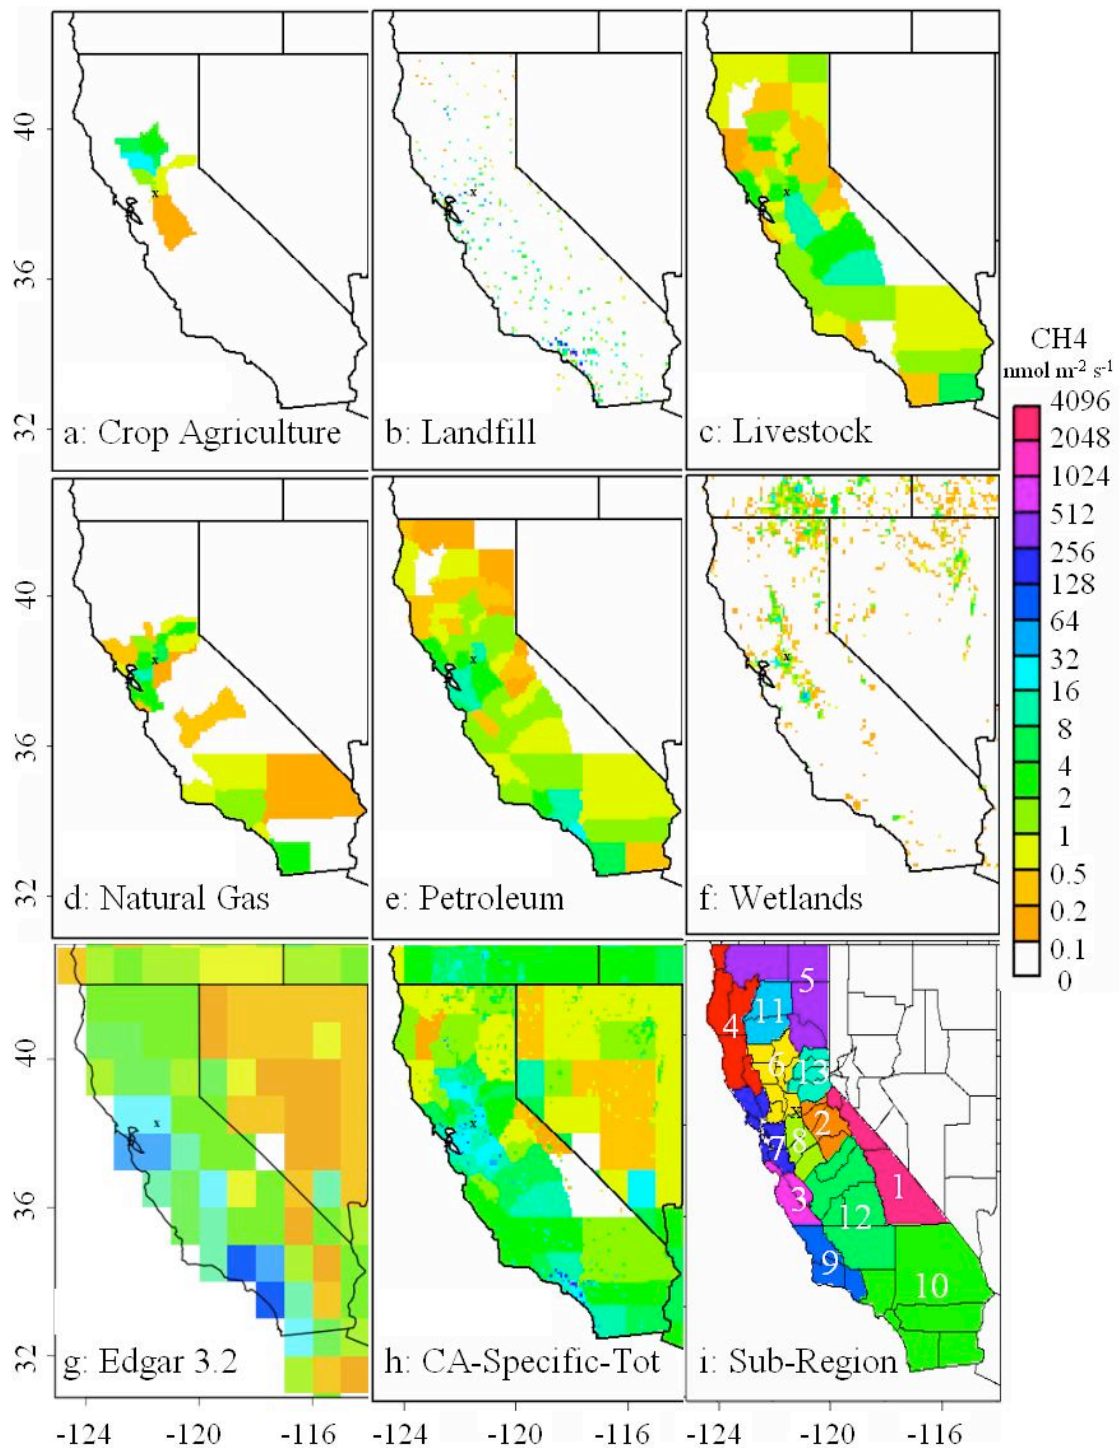 40
36
32
x
a: Crop Agriculture
x
b: Landfill
x
c: Livestock
CH4
nmol m-2 s-1
4096
2048
1024
512
256
128
64
32
16
8
4
2
1
0.5
0.2
0.1
0
40
36
32
x
d: Natural Gas
x
e: Petroleum
x
f: Wetlands
40
36
32
x
g: Edgar 3.2
x
h: CA-Specific-Tot
5
11
4
6
13
x
2
8
7
1
3
12
9
10
i: Sub-Region
-124
-120
-116
-124
-120
-116
-124
-120
-116